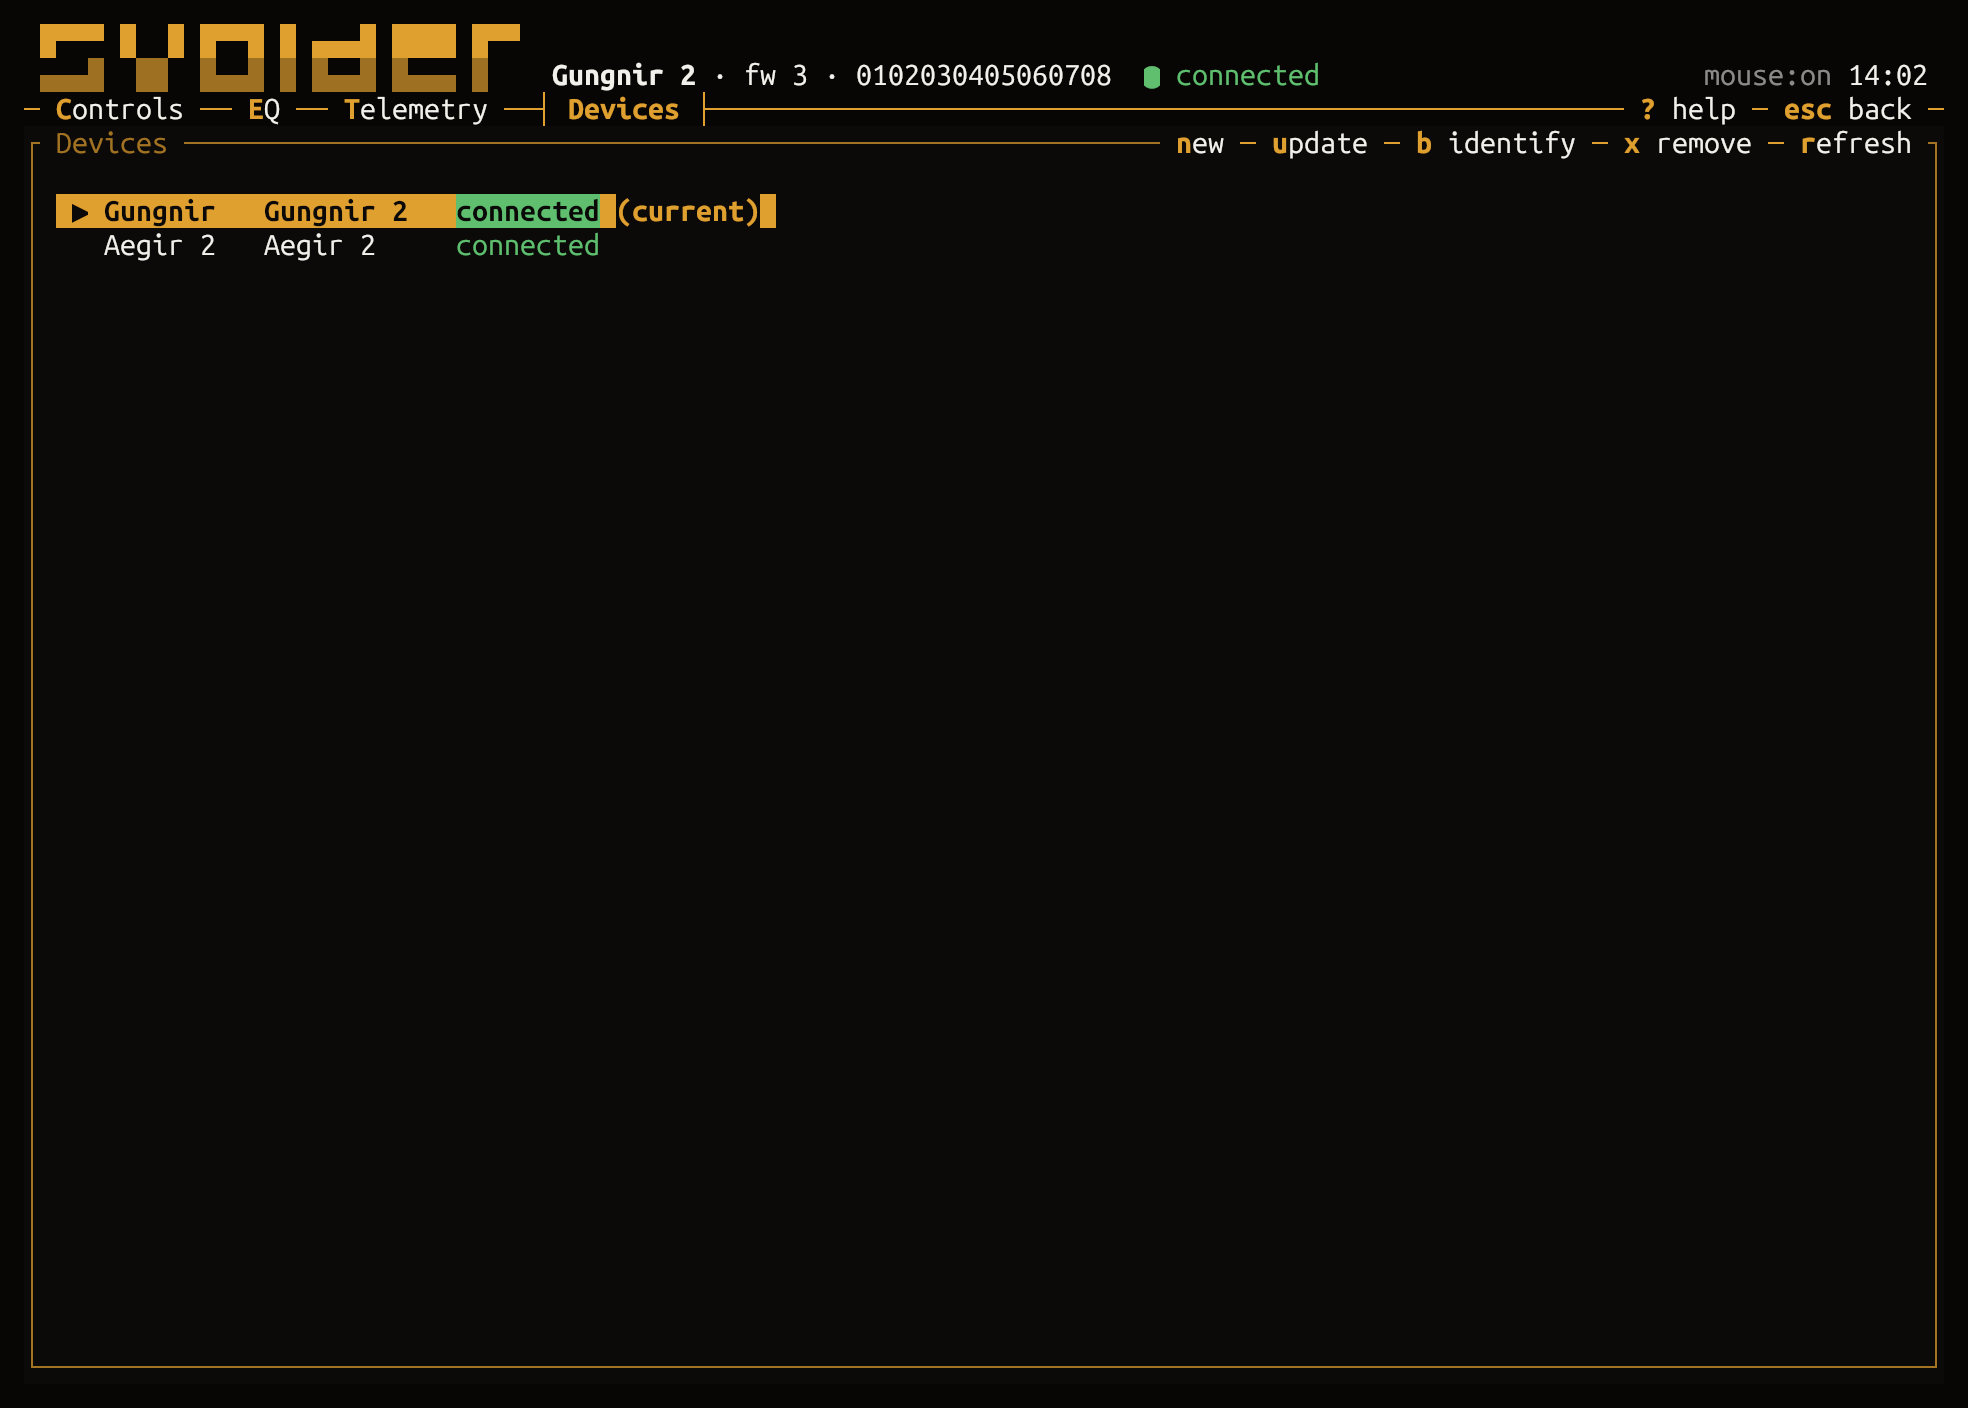 svolder
Gungnir 2 · fw 3 · 0102030405060708 connected mouse:on 14:02
Controls EQ Telemetry Devices ? help esc back
Devices new update b identify x remove refresh
▶ Gungnir Gungnir 2 connected (current)
Aegir 2 Aegir 2 connected